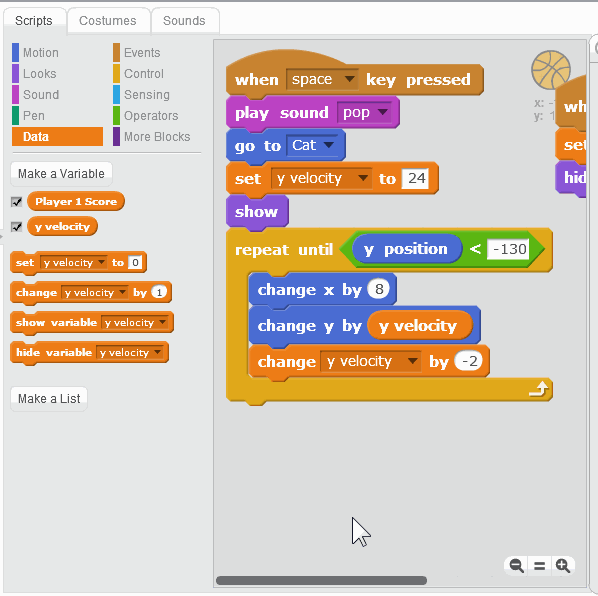 Scripts Costumes Sounds
Motion Events
Looks Control
Sound Sensing
Pen Operators
Data More Blocks
Make a Variable
Player 1 Score
y velocity
set y velocity to 0
change y velocity by 1
show variable y velocity
hide variable y velocity
Make a List
when space key pressed
play sound pop
go to Cat
set y velocity to 24
show
repeat until y position < -130
change x by 8
change y by y velocity
change y velocity by -2
x: -
y: 1
set